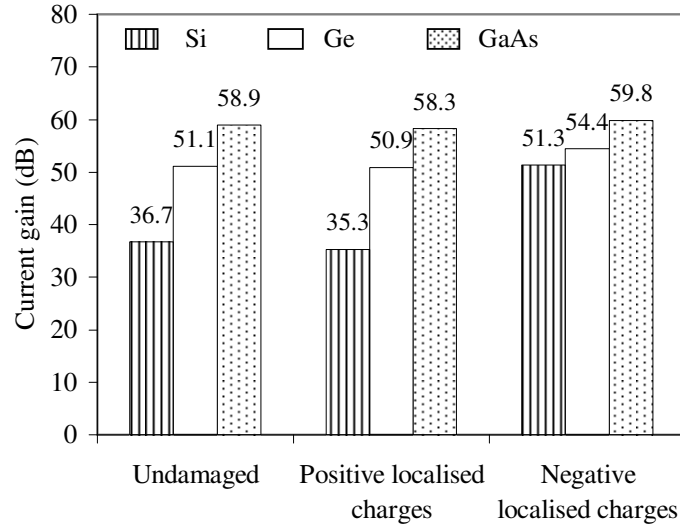 80
70
60
50
40
30
20
10
0
Current gain (dB)
Si Ge GaAs
36.7 51.1 58.9
35.3 50.9 58.3
51.3 54.4 59.8
Undamaged
Positive localised
charges
Negative
localised charges